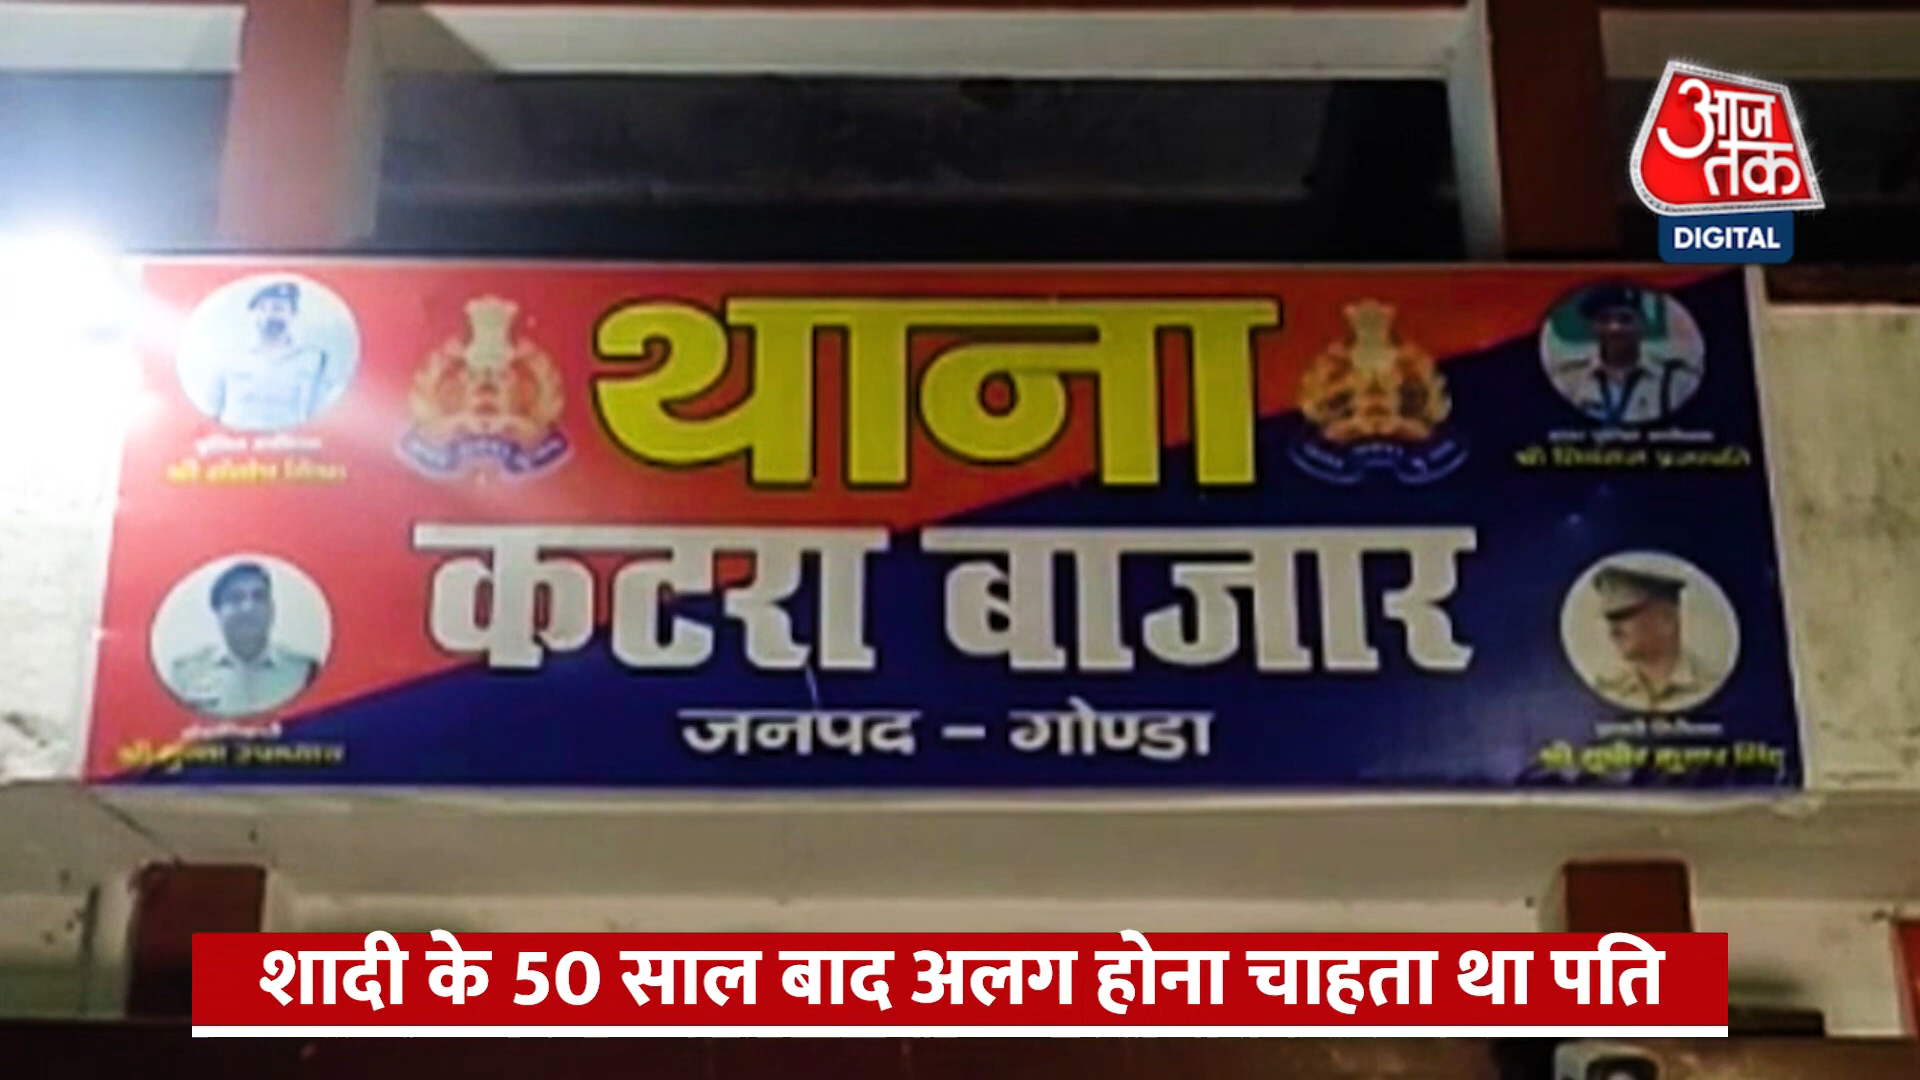 आज
तक
DIGITAL
थाना
कटरा बाजार
जनपद - गोण्डा
श्री
श्री
श्री
श्री सुधीर कुमार सिंह
शादी के 50 साल बाद अलग होना चाहता था पति